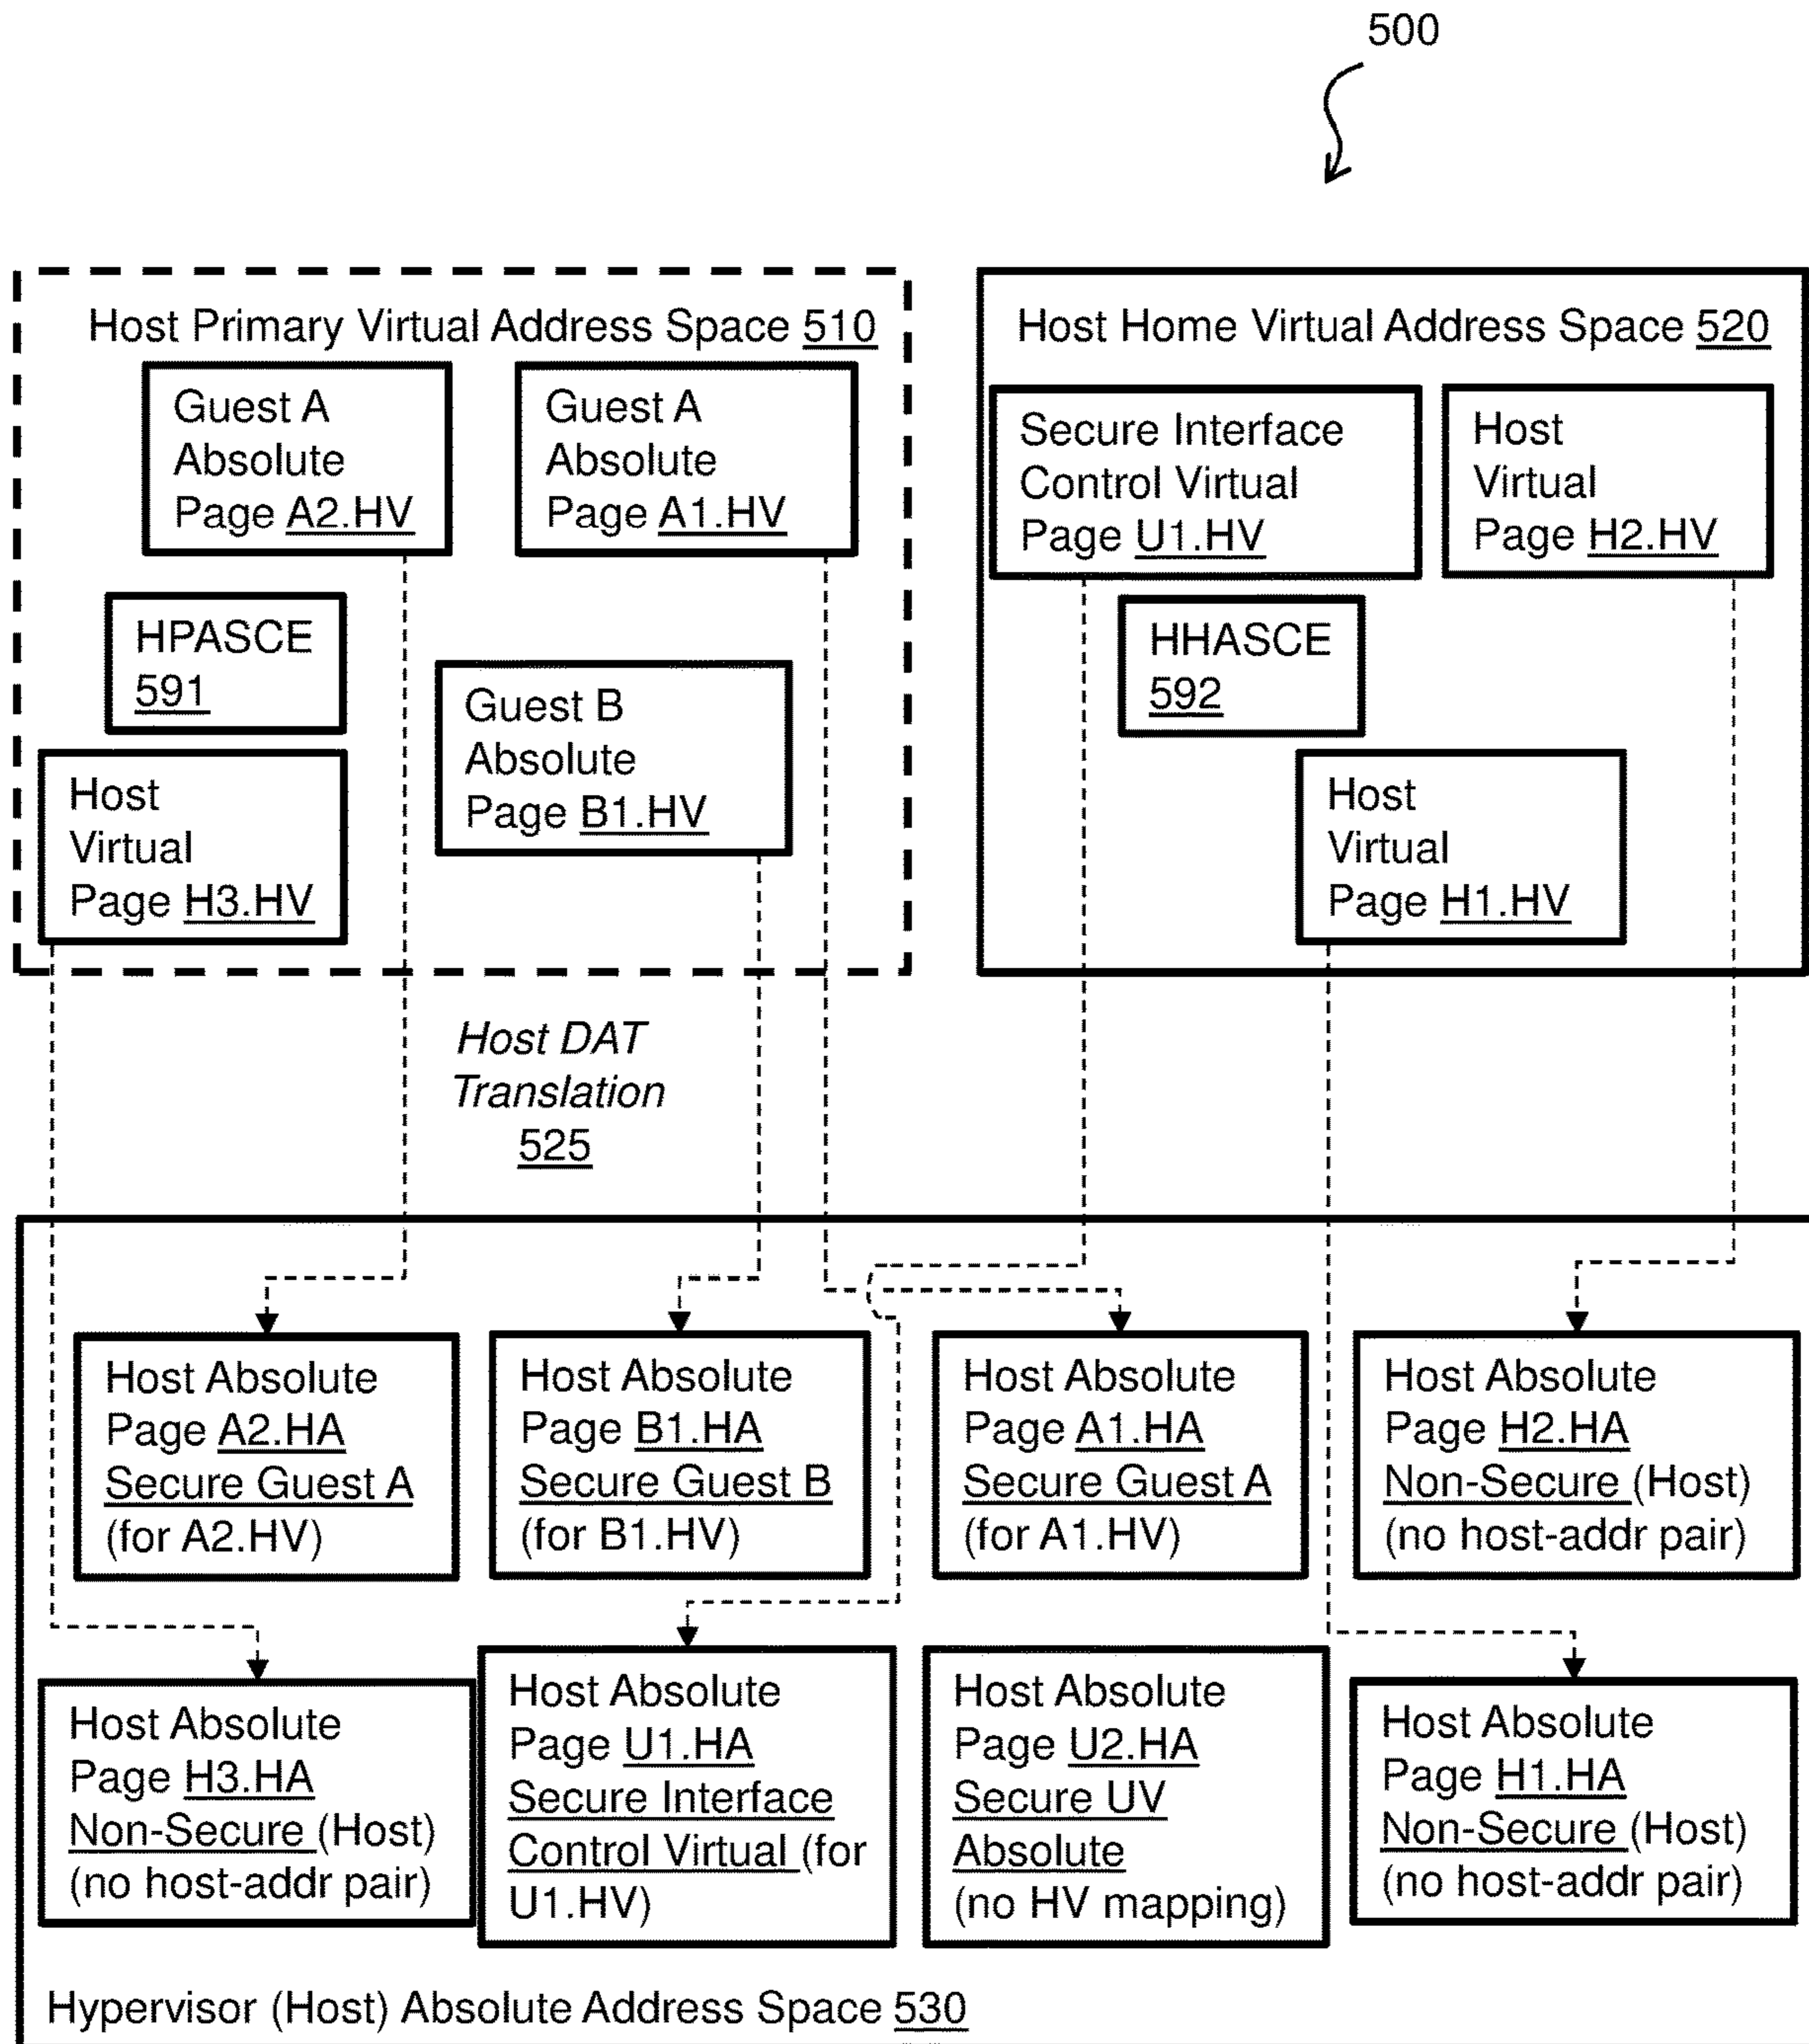 500
Host Primary Virtual Address Space 510
Guest A
Absolute
Page A2.HV
Guest A
Absolute
Page A1.HV
HPASCE
591
Guest B
Absolute
Page B1.HV
Host
Virtual
Page H3.HV
Host Home Virtual Address Space 520
Secure Interface
Control Virtual
Page U1.HV
Host
Virtual
Page H2.HV
HHASCE
592
Host
Virtual
Page H1.HV
Host DAT
Translation
525
Host Absolute
Page A2.HA
Secure Guest A
(for A2.HV)
Host Absolute
Page B1.HA
Secure Guest B
(for B1.HV)
Host Absolute
Page A1.HA
Secure Guest A
(for A1.HV)
Host Absolute
Page H2.HA
Non-Secure (Host)
(no host-addr pair)
Host Absolute
Page H3.HA
Non-Secure (Host)
(no host-addr pair)
Host Absolute
Page U1.HA
Secure Interface
Control Virtual (for
U1.HV)
Host Absolute
Page U2.HA
Secure UV
Absolute
(no HV mapping)
Host Absolute
Page H1.HA
Non-Secure (Host)
(no host-addr pair)
Hypervisor (Host) Absolute Address Space 530